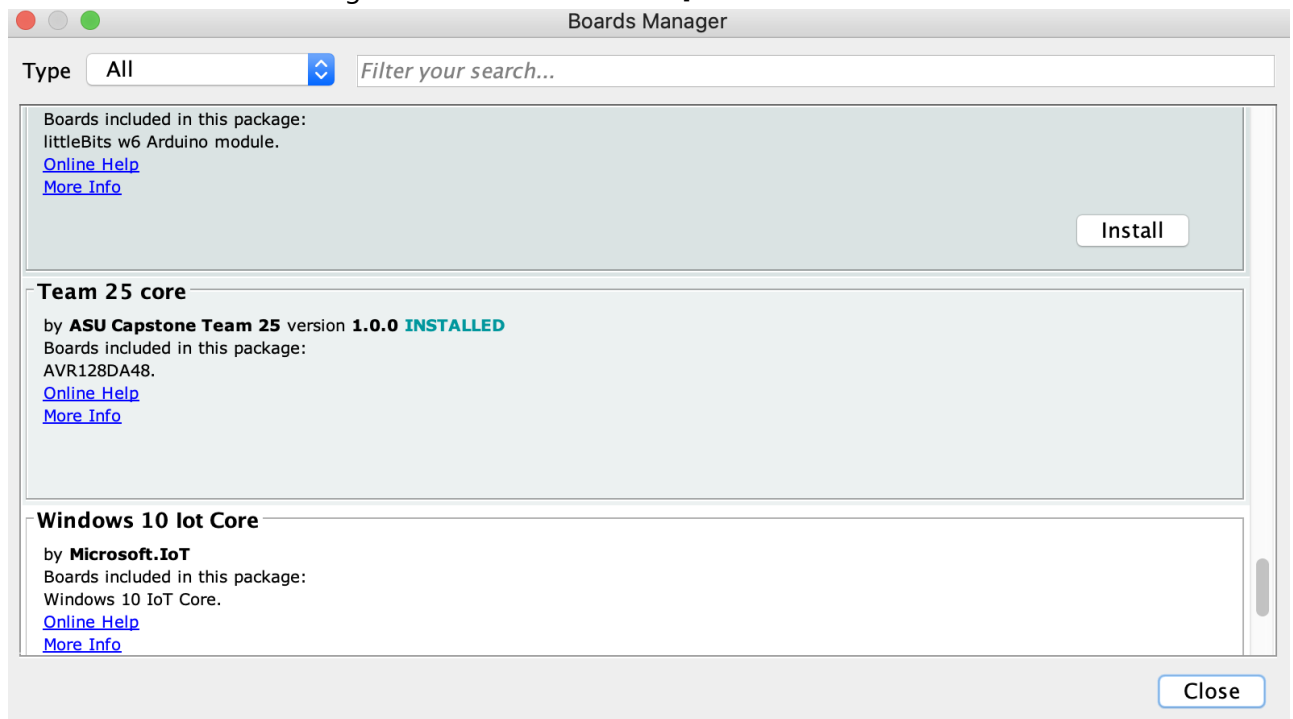 Boards Manager
Type All Filter your search...
Boards included in this package:
littleBits w6 Arduino module.
Online Help
More Info
Install
Team 25 core
by ASU Capstone Team 25 version 1.0.0 INSTALLED
Boards included in this package:
AVR128DA48.
Online Help
More Info
Windows 10 Iot Core
by Microsoft.IoT
Boards included in this package:
Windows 10 IoT Core.
Online Help
More Info
Close